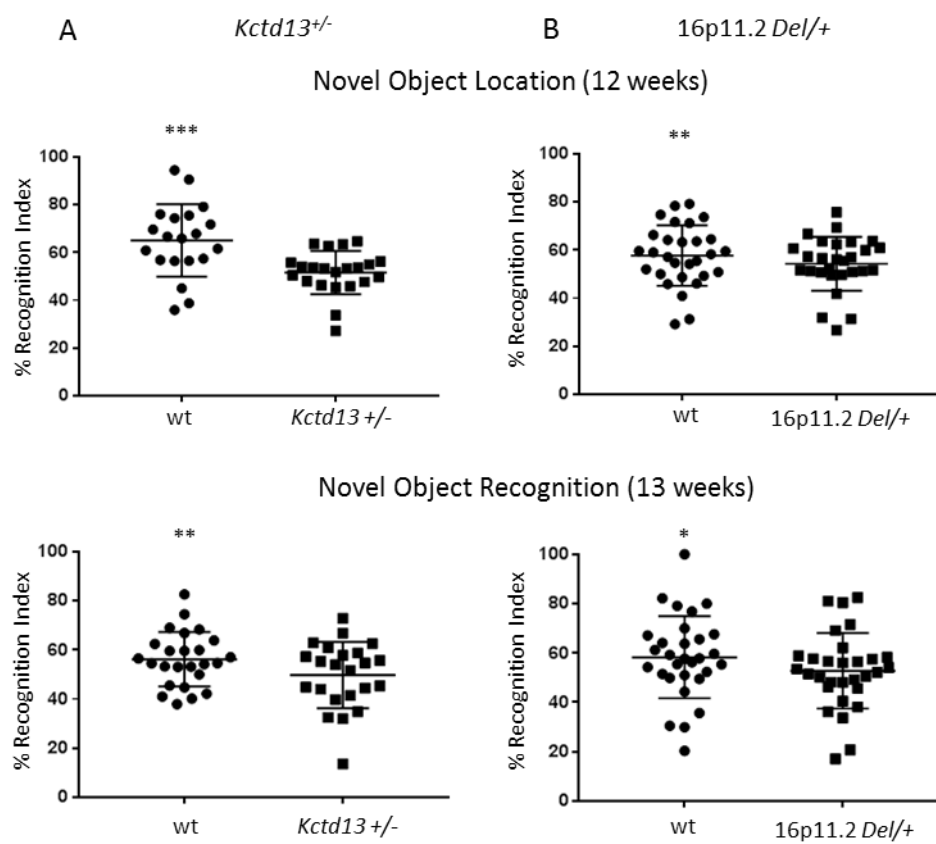 A Kctd13+/- B 16p11.2 Del/+
Novel Object Location (12 weeks)
*** **
% Recognition Index
100
80
60
40
20
0
wt Kctd13 +/-
% Recognition Index
100
80
60
40
20
0
wt 16p11.2 Del/+
Novel Object Recognition (13 weeks)
** *
% Recognition Index
100
80
60
40
20
0
wt Kctd13 +/-
% Recognition Index
100
80
60
40
20
0
wt 16p11.2 Del/+